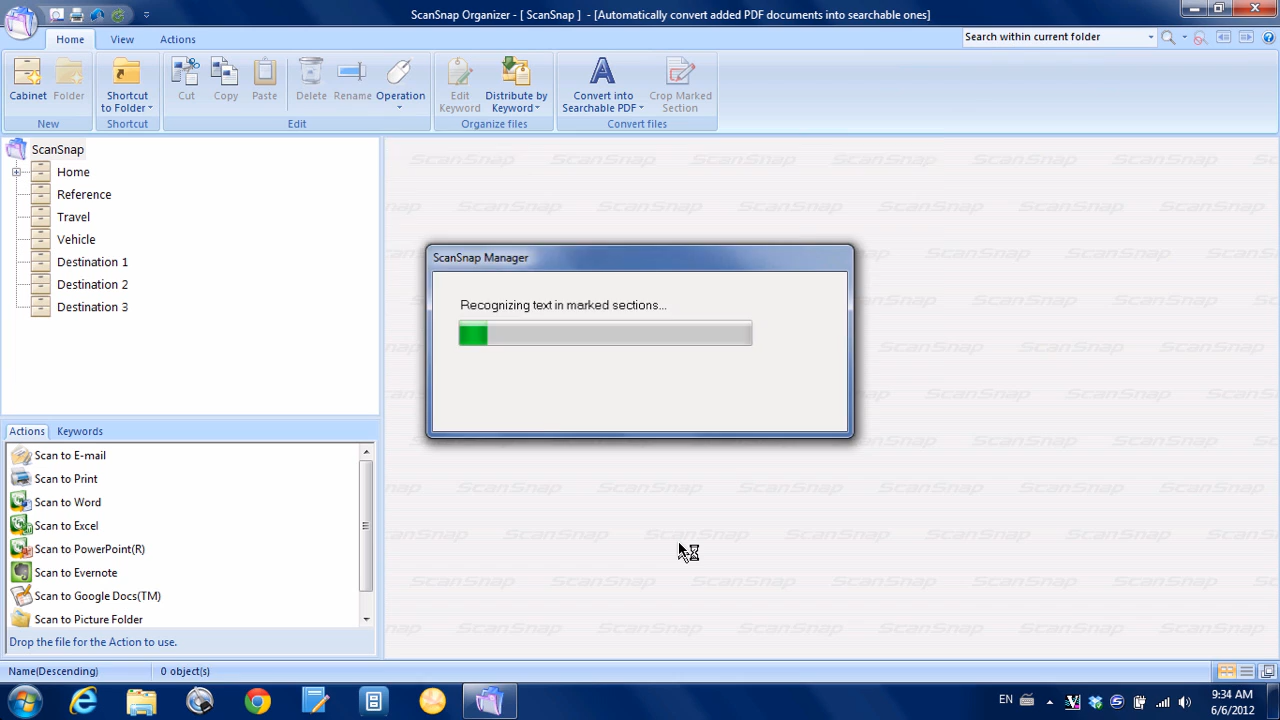 ScanSnap Organizer - [ ScanSnap ] - [Automatically convert added PDF documents into searchable ones]
Home View Actions
Search within current folder
Cabinet Folder
Shortcut to Folder
Cut Copy Paste Delete Rename Operation
Edit Keyword
Distribute by Keyword
Convert into Searchable PDF
Crop Marked Section
New Shortcut Edit Organize files Convert files
ScanSnap
Home
Reference
Travel
Vehicle
Destination 1
Destination 2
Destination 3
ScanSnap Manager
Recognizing text in marked sections...
Actions Keywords
Scan to E-mail
Scan to Print
Scan to Word
Scan to Excel
Scan to PowerPoint(R)
Scan to Evernote
Scan to Google Docs(TM)
Scan to Picture Folder
Drop the file for the Action to use.
Name(Descending) 0 object(s)
EN
9:34 AM
6/6/2012